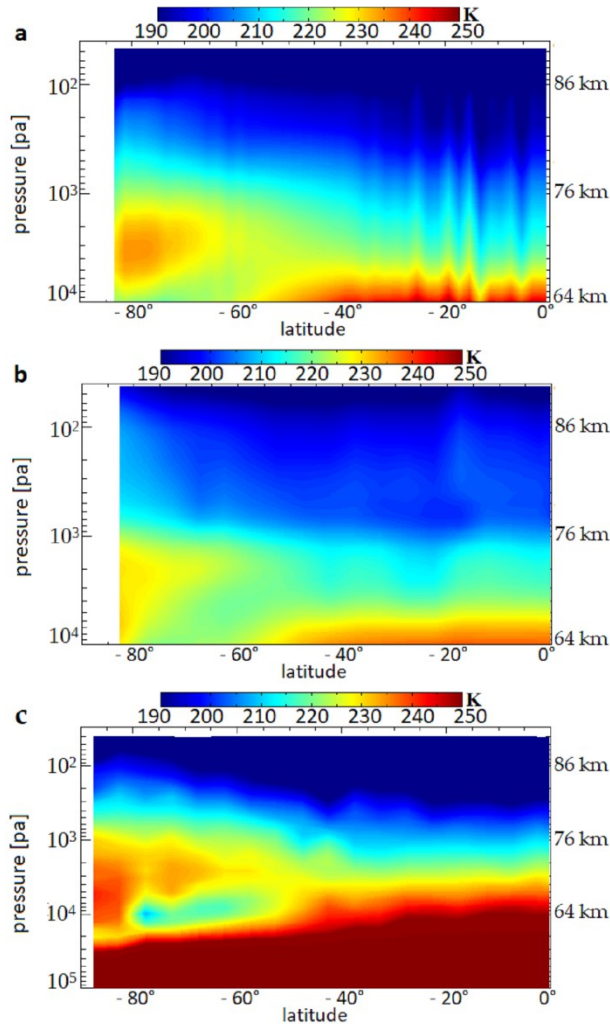 190 200 210 220 230 240 250 K
a
10² 86 km
10³ 76 km
10⁴ 64 km
pressure [pa]
- 80° - 60° - 40° - 20° 0°
latitude
190 200 210 220 230 240 250 K
b
10² 86 km
10³ 76 km
10⁴ 64 km
pressure [pa]
- 80° - 60° - 40° - 20° 0°
latitude
190 200 210 220 230 240 250 K
c
10² 86 km
10³ 76 km
10⁴ 64 km
10⁵
pressure [pa]
- 80° - 60° - 40° - 20° 0°
latitude